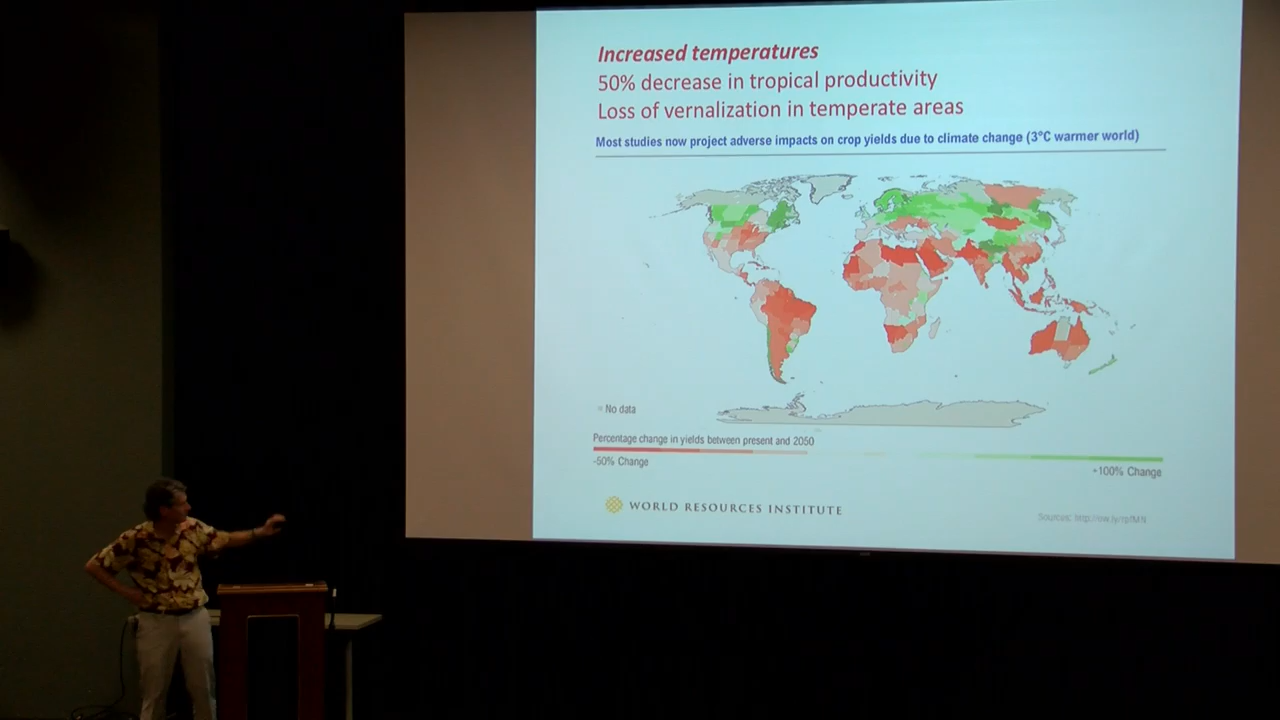 Increased temperatures
50% decrease in tropical productivity
Loss of vernalization in temperate areas
Most studies now project adverse impacts on crop yields due to climate change (3°C warmer world)
No data
Percentage change in yields between present and 2050
-50% Change
+100% Change
WORLD RESOURCES INSTITUTE
Sources: